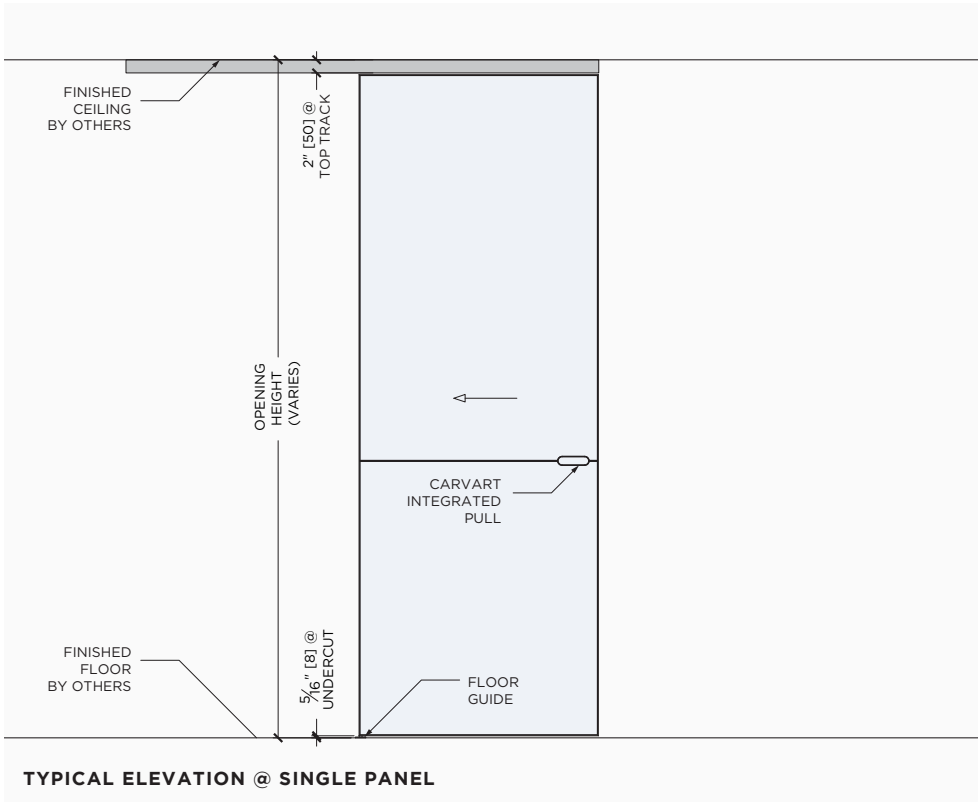 FINISHED
CEILING
BY OTHERS
2" [50] @
TOP TRACK
OPENING
HEIGHT
(VARIES)
CARVART
INTEGRATED
PULL
FINISHED
FLOOR
BY OTHERS
5/16" [8] @
UNDERCUT
FLOOR
GUIDE
TYPICAL ELEVATION @ SINGLE PANEL